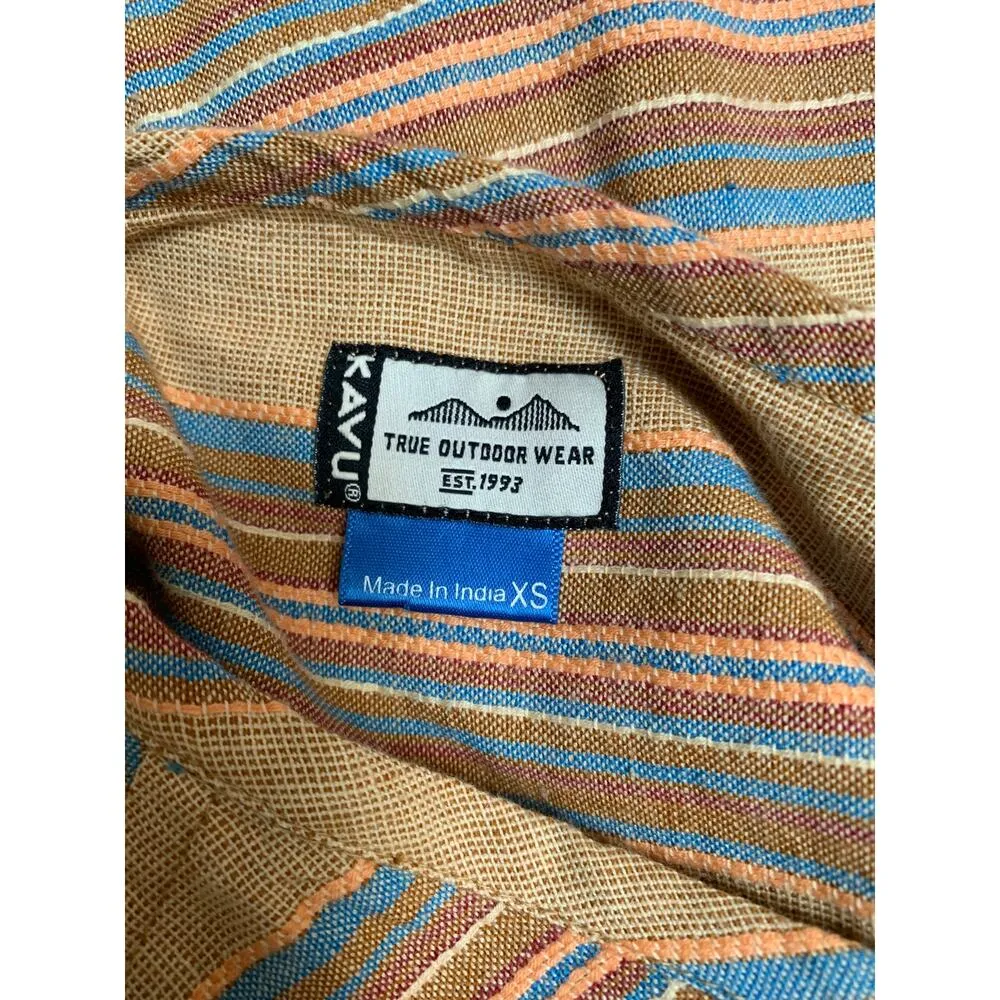 KAVU®
TRUE OUTDOOR WEAR
EST. 1993
Made In India XS